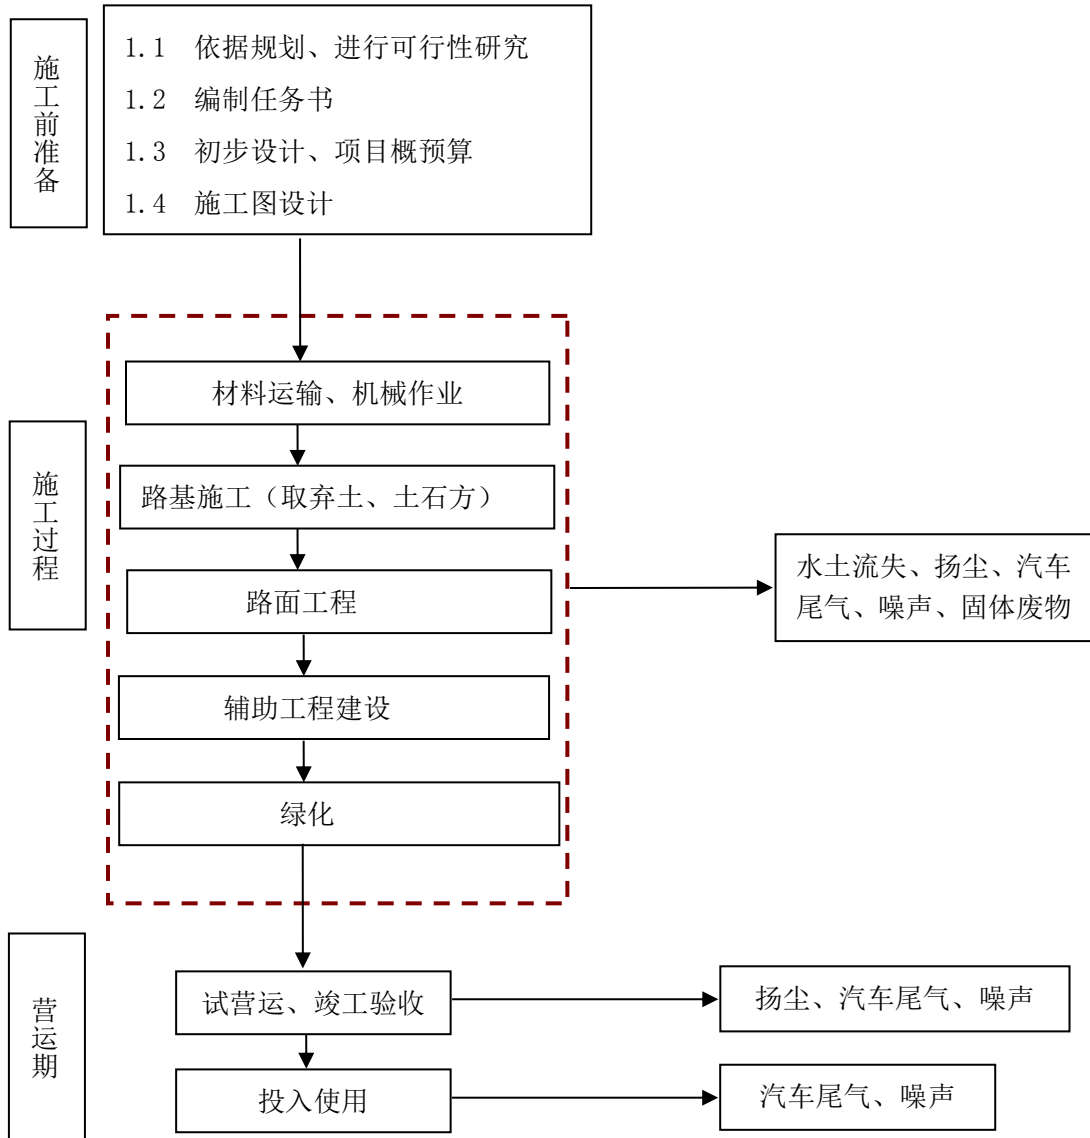 施工前准备
1.1 依据规划、进行可行性研究
1.2 编制任务书
1.3 初步设计、项目概预算
1.4 施工图设计
施工过程
材料运输、机械作业
路基施工（取弃土、土石方）
路面工程
辅助工程建设
绿化
水土流失、扬尘、汽车
尾气、噪声、固体废物
营运期
试营运、竣工验收
扬尘、汽车尾气、噪声
投入使用
汽车尾气、噪声